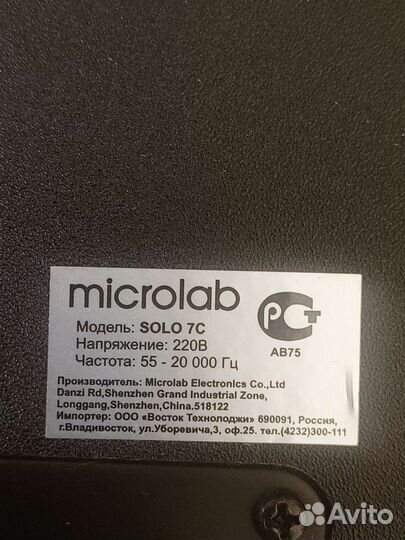 microlab
Модель: SOLO 7C
Напряжение: 220В
Частота: 55 - 20 000 Гц
РСТ
АВ75
Производитель: Microlab Electronics Co.,Ltd
Danzi Rd,Shenzhen Grand Industrial Zone,
Longgang,Shenzhen,China.518122
Импортер: ООО «Восток Технолоджи» 690091, Россия,
г.Владивосток, ул.Уборевича,3, оф.25. тел.(4232)300-111
Avito